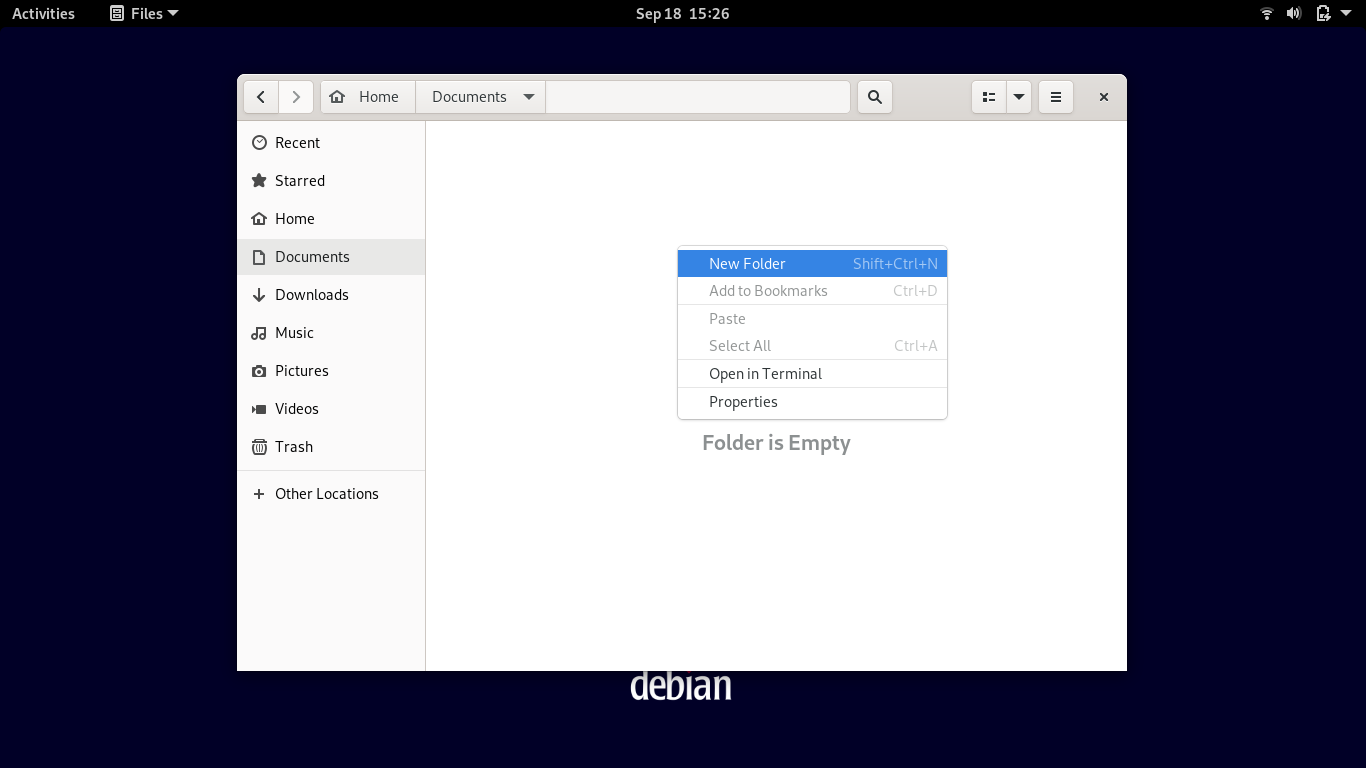 Activities Files Sep 18 15:26
Home Documents
Recent
Starred
Home
Documents
Downloads
Music
Pictures
Videos
Trash
Other Locations
New Folder Shift+Ctrl+N
Add to Bookmarks Ctrl+D
Paste
Select All Ctrl+A
Open in Terminal
Properties
Folder is Empty
debian